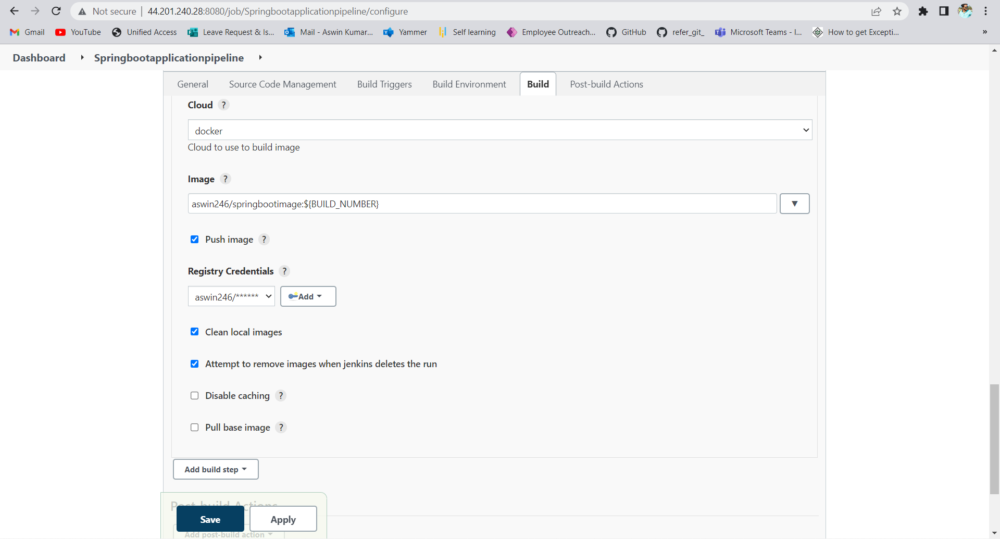 Not secure | 44.201.240.28:8080/job/Springbootapplicationpipeline/configure
Gmail YouTube Unified Access Leave Request & Is... Mail - Aswin Kumar... Yammer Self learning Employee Outreach... GitHub refer_git_ Microsoft Teams - I... How to get Excepti... »
Dashboard Springbootapplicationpipeline
General Source Code Management Build Triggers Build Environment Build Post-build Actions
Cloud ?
docker
Cloud to use to build image
Image ?
aswin246/springbootimage:${BUILD_NUMBER}
Push image ?
Registry Credentials ?
aswin246/****** Add
Clean local images
Attempt to remove images when jenkins deletes the run
Disable caching ?
Pull base image ?
Add build step
Post-build Actions
Save Apply
Add post-build action